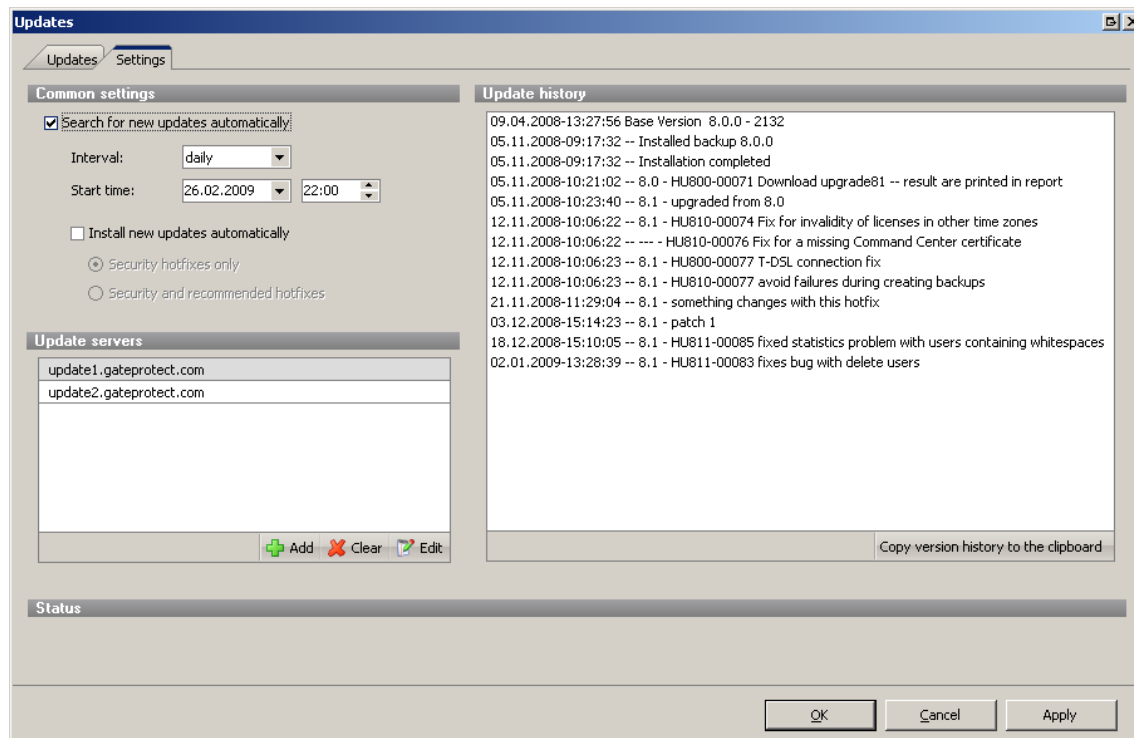 Updates
Updates
Settings
Common settings
Search for new updates automatically
Interval:
daily
Start time:
26.02.2009
22:00
Install new updates automatically
Security hotfixes only
Security and recommended hotfixes
Update servers
update1.gateprotect.com
update2.gateprotect.com
Add
Clear
Edit
Update history
09.04.2008-13:27:56 Base Version  8.0.0 - 2132
05.11.2008-09:17:32 -- Installed backup 8.0.0
05.11.2008-09:17:32 -- Installation completed
05.11.2008-10:21:02 -- 8.0 - HU800-00071 Download upgrade81 -- result are printed in report
05.11.2008-10:23:40 -- 8.1 - upgraded from 8.0
12.11.2008-10:06:22 -- 8.1 - HU810-00074 Fix for invalidity of licenses in other time zones
12.11.2008-10:06:22 -- --- - HU810-00076 Fix for a missing Command Center certificate
12.11.2008-10:06:23 -- 8.1 - HU800-00077 T-DSL connection fix
12.11.2008-10:06:23 -- 8.1 - HU810-00077 avoid failures during creating backups
21.11.2008-11:29:04 -- 8.1 - something changes with this hotfix
03.12.2008-15:14:23 -- 8.1 - patch 1
18.12.2008-15:10:05 -- 8.1 - HU811-00085 fixed statistics problem with users containing whitespaces
02.01.2009-13:28:39 -- 8.1 - HU811-00083 fixes bug with delete users
Copy version history to the clipboard
Status
OK
Cancel
Apply